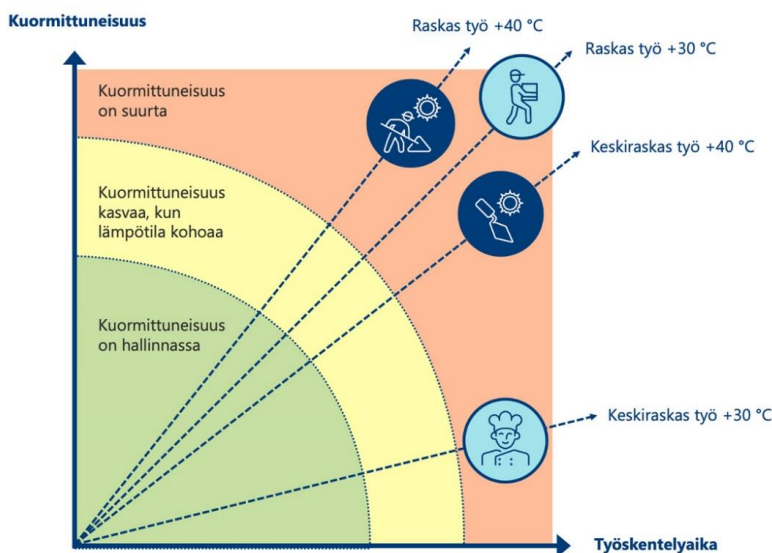 Kuormittuneisuus
Raskas työ +40 °C
Raskas työ +30 °C
Kuormittuneisuus
on suurta
Keskiraskas työ +40 °C
Kuormittuneisuus
kasvaa, kun
lämpötila kohoaa
Kuormittuneisuus
on hallinnassa
Keskiraskas työ +30 °C
Työskentelyaika